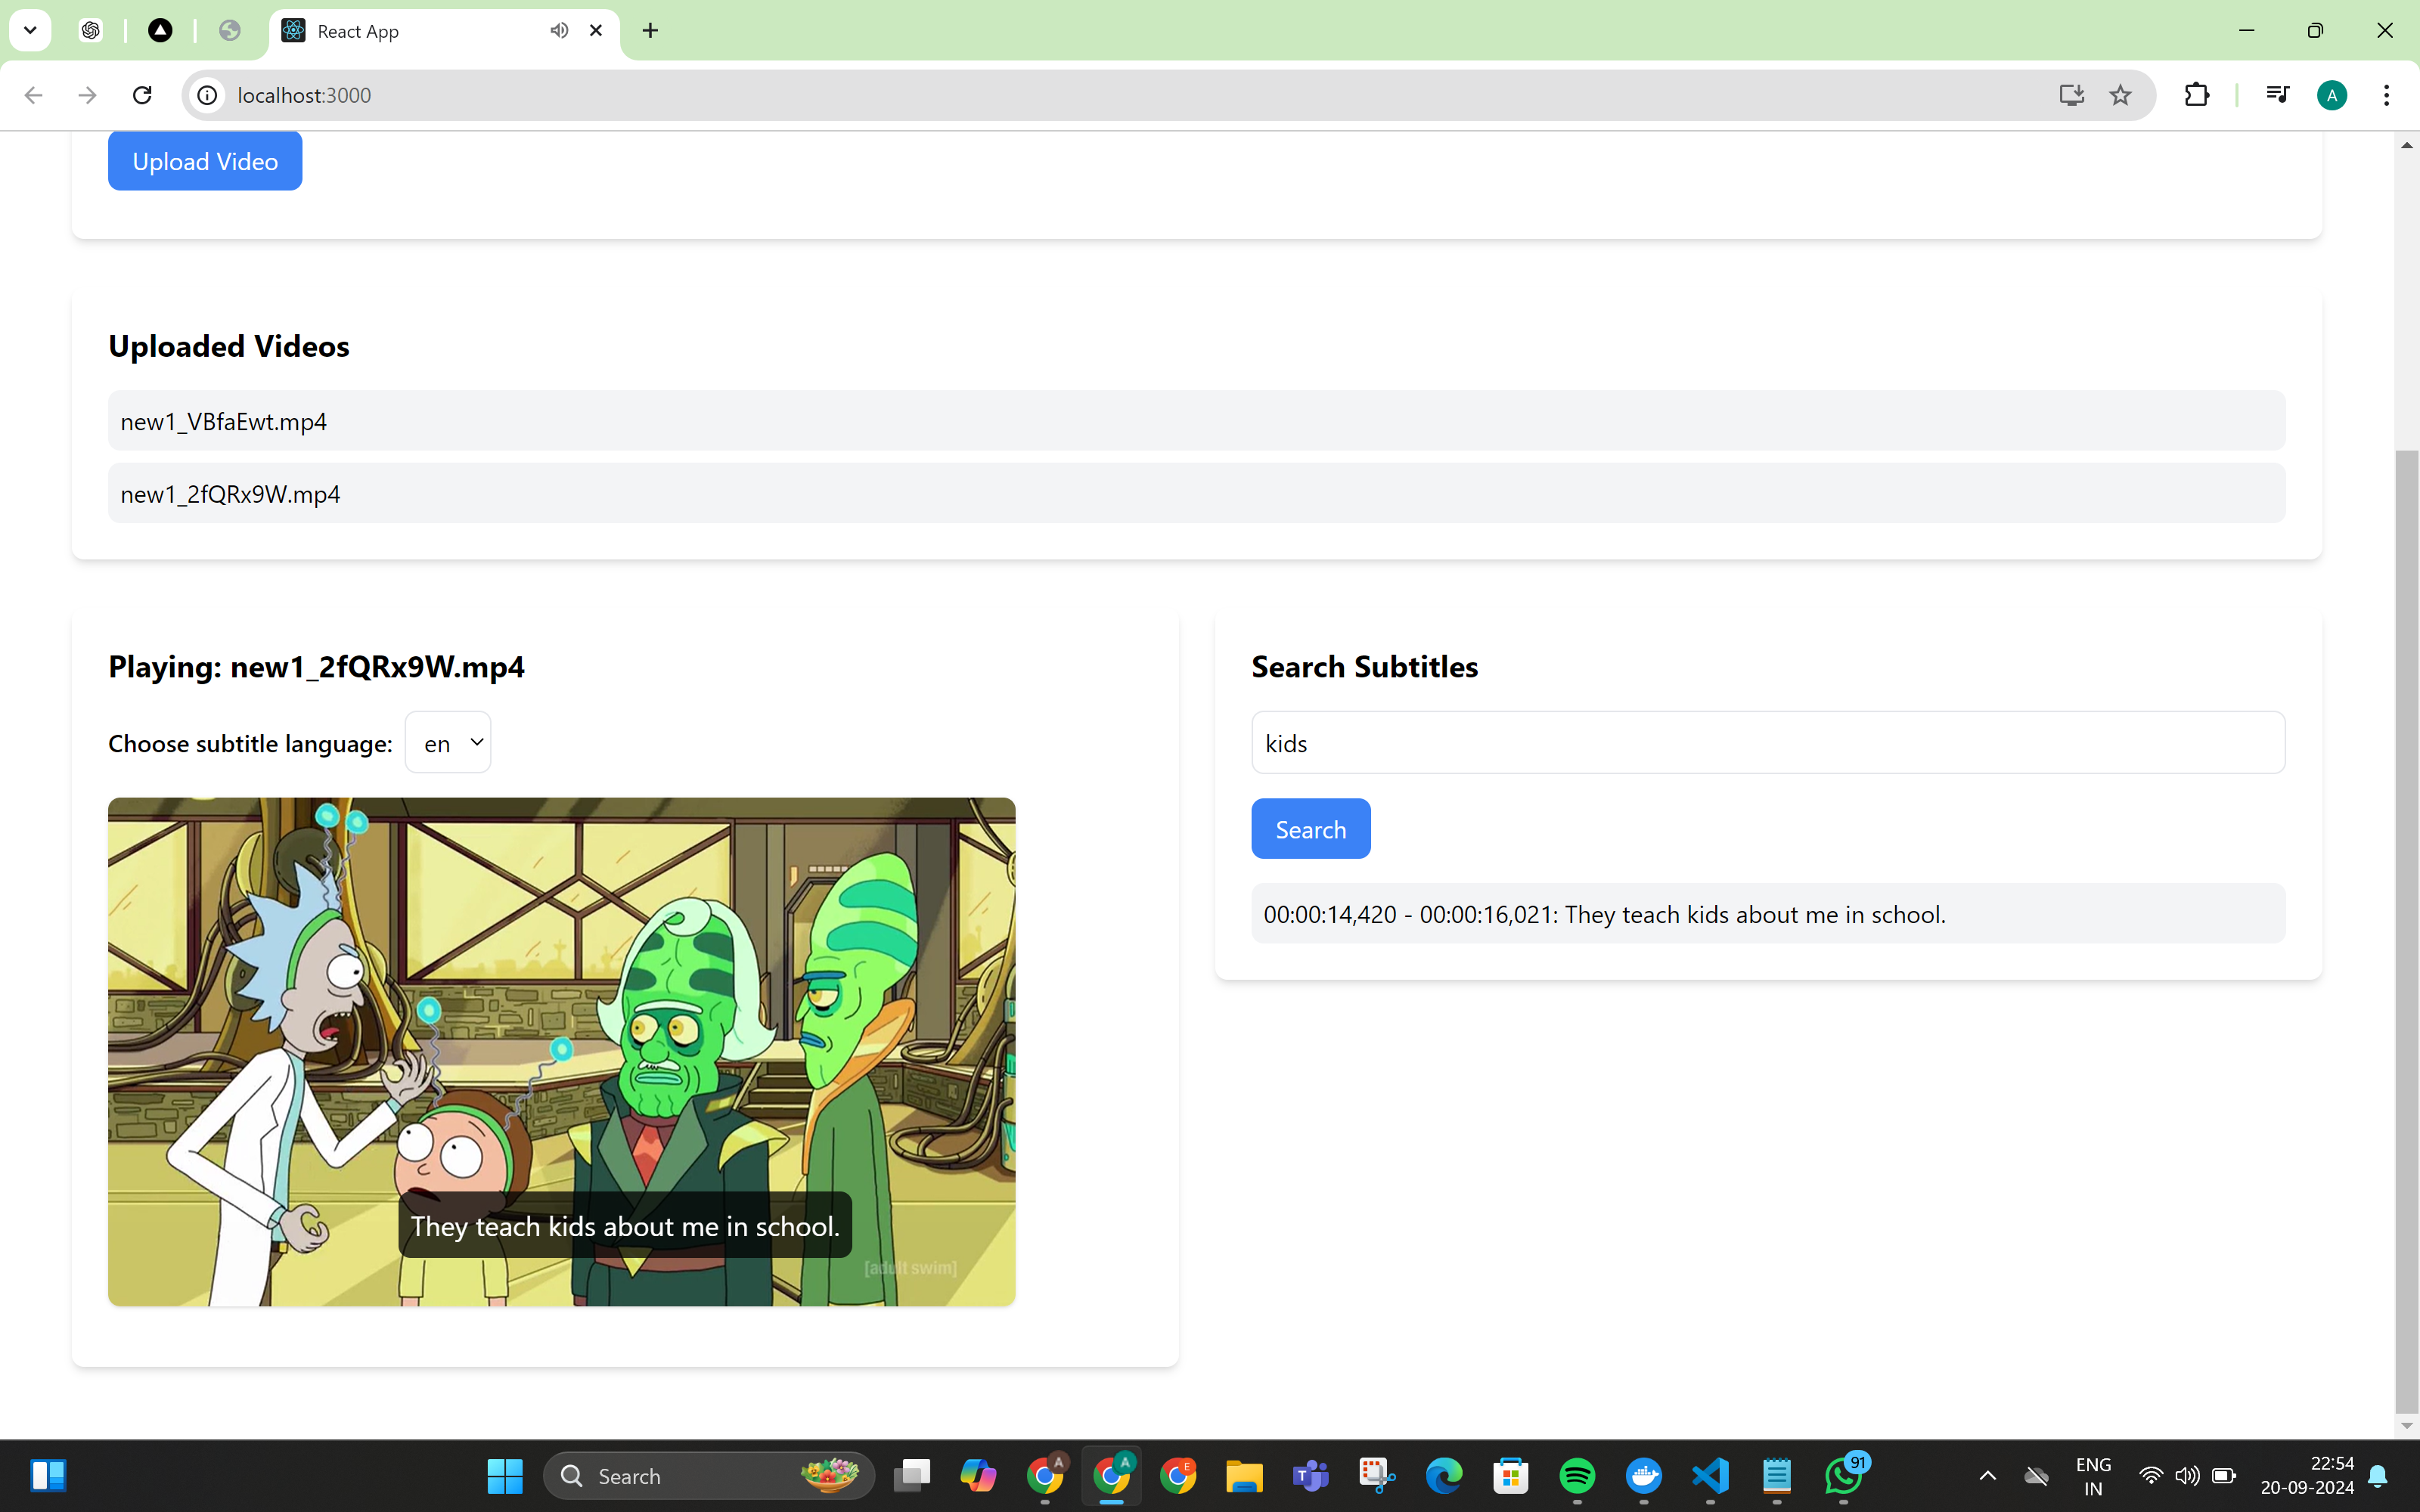 React App
localhost:3000
A
Upload Video
Uploaded Videos
new1_VBfaEwt.mp4
new1_2fQRx9W.mp4
Playing: new1_2fQRx9W.mp4
Choose subtitle language: en
They teach kids about me in school.
[adult swim]
Search Subtitles
kids
Search
00:00:14,420 - 00:00:16,021: They teach kids about me in school.
Search
A
A
E
T
91
ENG
IN
22:54
20-09-2024